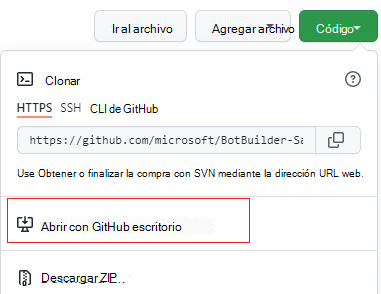 Ir al archivo
Agregar archivo
Código
Clonar
HTTPS SSH CLI de GitHub
https://github.com/microsoft/BotBuilder-Sa
Use Obtener o finalizar la compra con SVN mediante la dirección URL web.
Abrir con GitHub escritorio
Descargar ZIP..